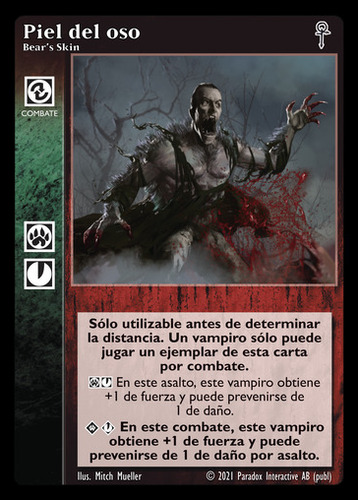 Piel del oso
Bear's Skin
COMBATE
Sólo utilizable antes de determinar
la distancia. Un vampiro sólo puede
jugar un ejemplar de esta carta
por combate.
En este asalto, este vampiro obtiene
+1 de fuerza y puede prevenirse de
1 de daño.
En este combate, este vampiro
obtiene +1 de fuerza y puede
prevenirse de 1 de daño por asalto.
Ilus. Mitch Mueller © 2021 Paradox Interactive AB (publ)